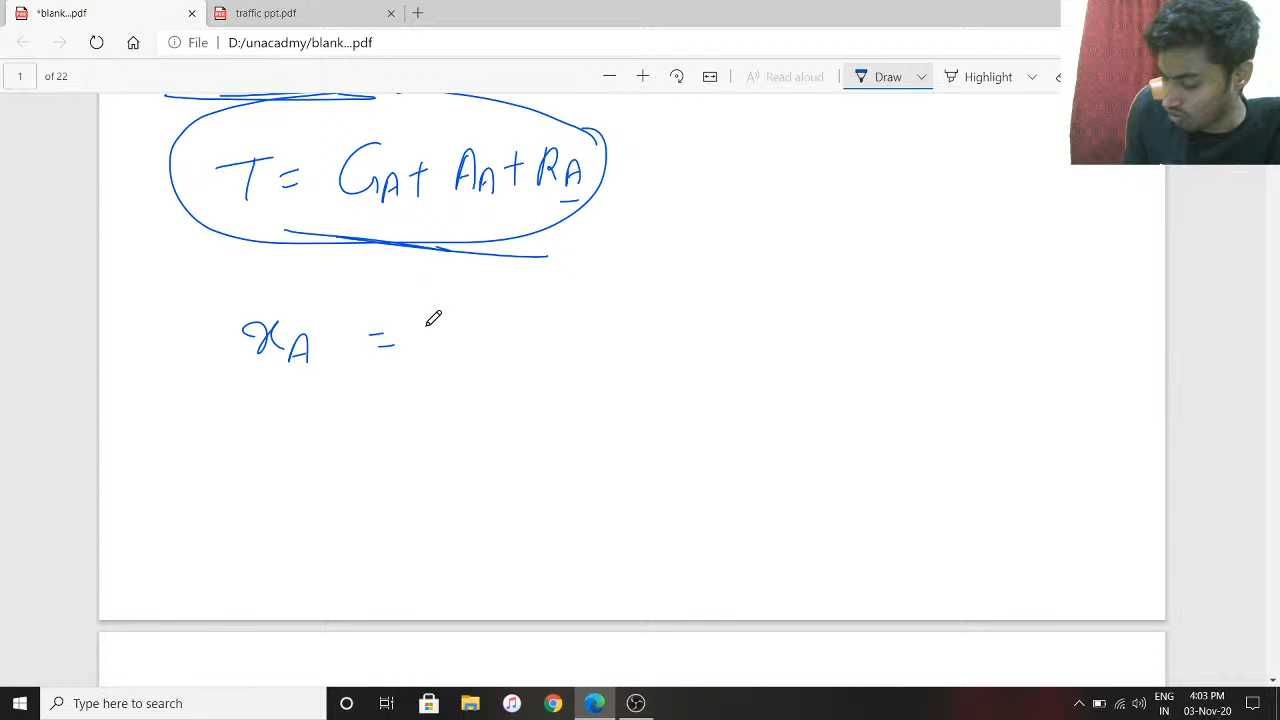 *blank...pdf
traffic ppt.pdf
File D:/unacadmy/blank...pdf
1 of 22
Read aloud
Draw
Highlight
T = GA + AA + RA
xA =
Type here to search
ENG
IN
4:03 PM
03-Nov-20